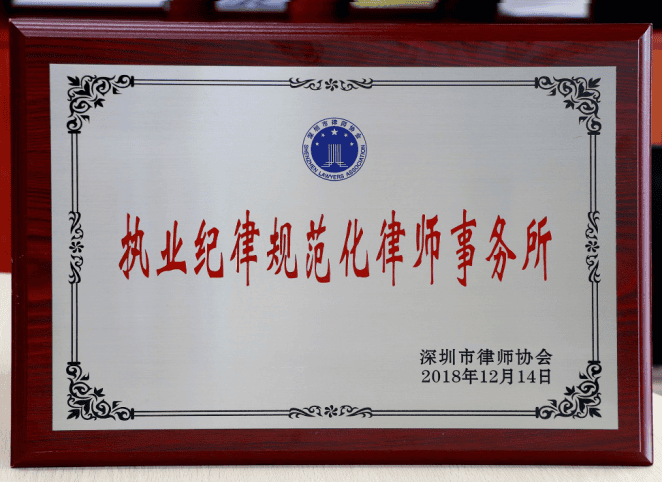 深圳市律师协会
SHENZHEN LAWYERS ASSOCIATION
执业纪律规范化律师事务所
深圳市律师协会
2018年12月14日